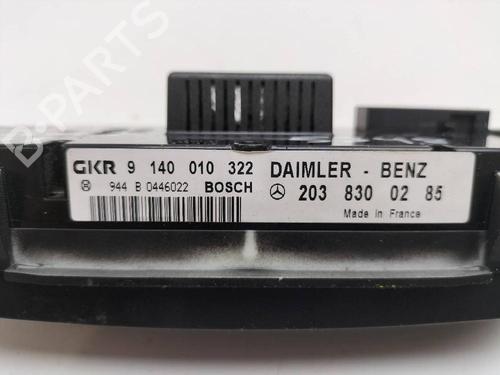 GKR 9 140 010 322 DAIMLER - BENZ
944 B 0446022 BOSCH 203 830 02 85
Made in France
B-PARTS